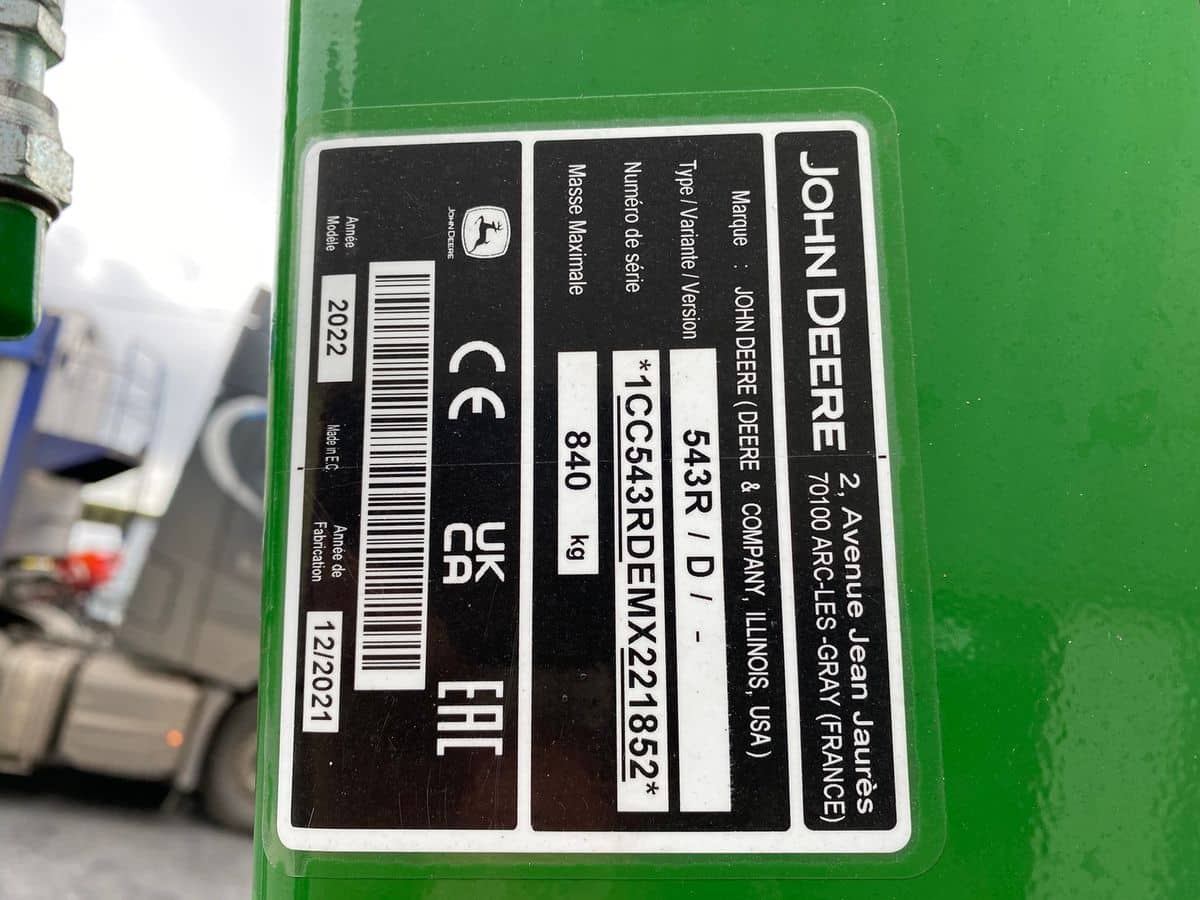 JOHN DEERE
2, Avenue Jean Jaurès
70100 ARC-LES-GRAY (FRANCE)
Marque : JOHN DEERE ( DEERE & COMPANY, ILLINOIS, USA )
Type / Variante / Version 543R / D / -
Numéro de série *1CC543RDEMX221852*
Masse Maximale 840 kg
JOHN DEERE
CE
UK
CA
EAC
Année
Modèle
2022
Made in E.C.
Année de
Fabrication
12/2021